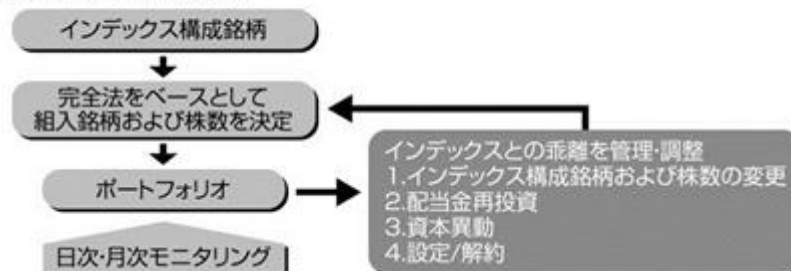 インデックス構成銘柄
完全法をベースとして
組入銘柄および株数を決定
ポートフォリオ
日次・月次モニタリング
インデックスとの乖離を管理・調整
1.インデックス構成銘柄および株数の変更
2.配当金再投資
3.資本異動
4.設定/解約